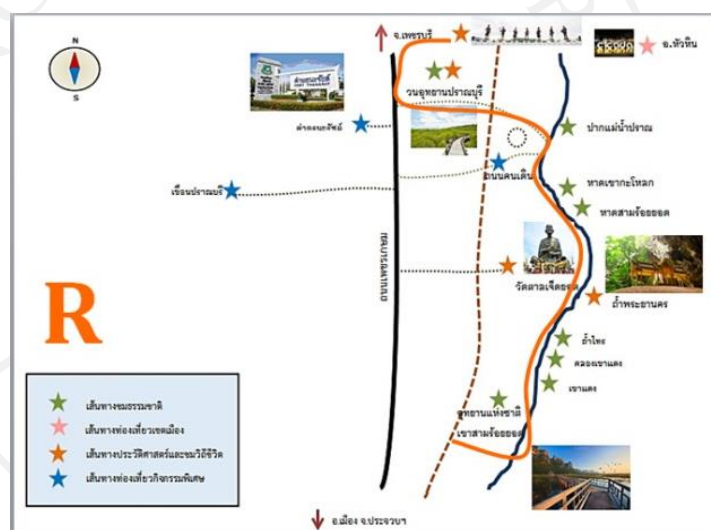 N
S
จ.เพชรบุรี
อ.หัวหิน
วนอุทยานปราณบุรี
ค่ายธนะรัชต์
ปากแม่น้ำปราณ
ถนนคนเดิน
เขื่อนปราณบุรี
หาดเขากะโหลก
หาดสามร้อยยอด
ถนนเพชรเกษม
วัดตาลเจ็ดยอด
ถ้ำพระยานคร
R
ถ้ำไทร
คลองเขาแดง
เขาแดง
อุทยานแห่งชาติ
เขาสามร้อยยอด
เส้นทางชมธรรมชาติ
เส้นทางท่องเที่ยวเขตเมือง
เส้นทางประวัติศาสตร์และชมวิถีชีวิต
เส้นทางท่องเที่ยวกิจกรรมพิเศษ
อ.เมือง จ.ประจวบฯ